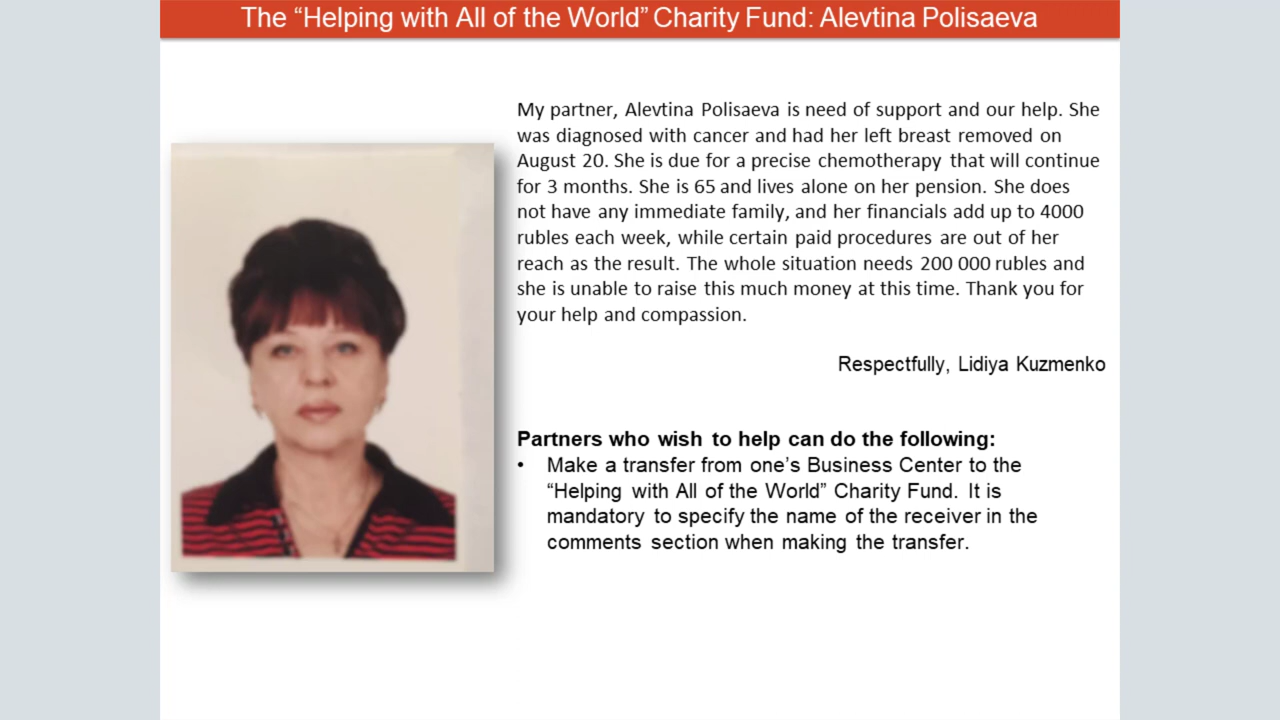 The “Helping with All of the World” Charity Fund: Alevtina Polisaeva
My partner, Alevtina Polisaeva is need of support and our help. She
was diagnosed with cancer and had her left breast removed on
August 20. She is due for a precise chemotherapy that will continue
for 3 months. She is 65 and lives alone on her pension. She does
not have any immediate family, and her financials add up to 4000
rubles each week, while certain paid procedures are out of her
reach as the result. The whole situation needs 200 000 rubles and
she is unable to raise this much money at this time. Thank you for
your help and compassion.
Respectfully, Lidiya Kuzmenko
Partners who wish to help can do the following:
• Make a transfer from one’s Business Center to the
“Helping with All of the World” Charity Fund. It is
mandatory to specify the name of the receiver in the
comments section when making the transfer.